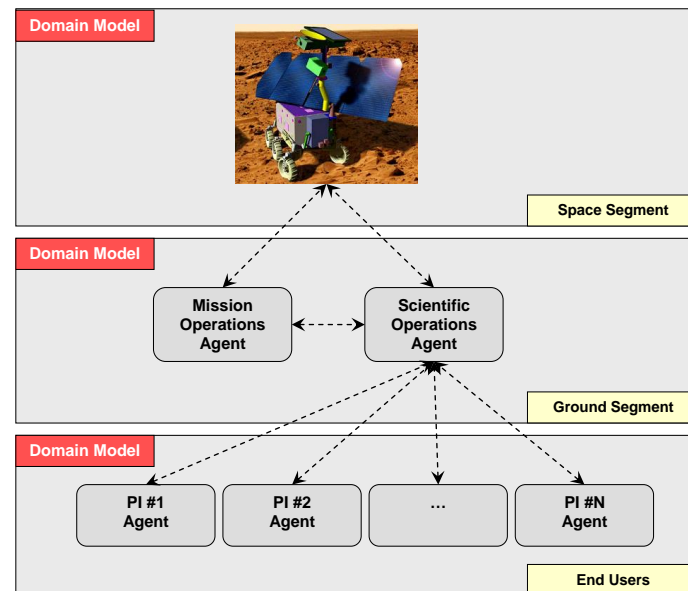 Domain Model
Space Segment
Domain Model
Mission
Operations
Agent
Scientific
Operations
Agent
Ground Segment
Domain Model
PI #1
Agent
PI #2
Agent
...
PI #N
Agent
End Users